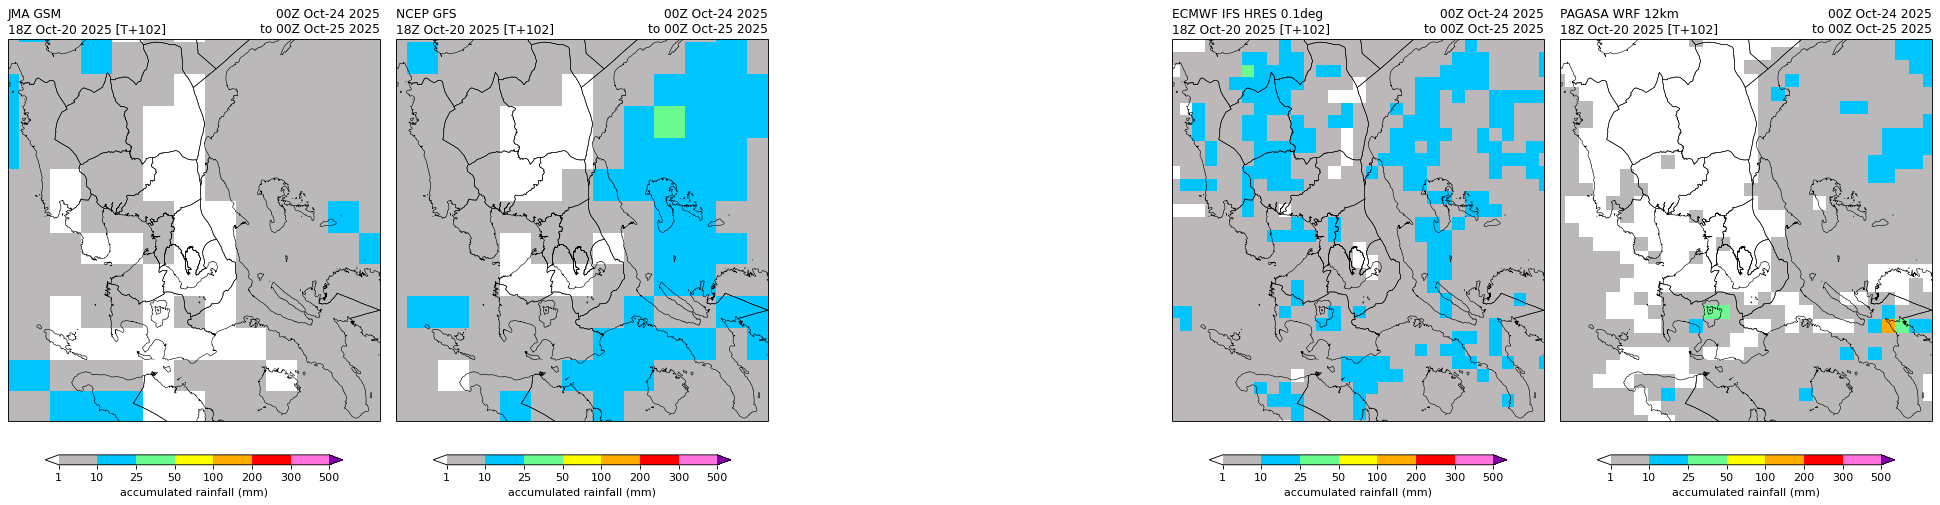 JMA GSM 00Z Oct-24 2025
18Z Oct-20 2025 [T+102] to 00Z Oct-25 2025
NCEP GFS 00Z Oct-24 2025
18Z Oct-20 2025 [T+102] to 00Z Oct-25 2025
ECMWF IFS HRES 0.1deg 00Z Oct-24 2025
18Z Oct-20 2025 [T+102] to 00Z Oct-25 2025
PAGASA WRF 12km 00Z Oct-24 2025
18Z Oct-20 2025 [T+102] to 00Z Oct-25 2025
1 10 25 50 100 200 300 500
accumulated rainfall (mm)
1 10 25 50 100 200 300 500
accumulated rainfall (mm)
1 10 25 50 100 200 300 500
accumulated rainfall (mm)
1 10 25 50 100 200 300 500
accumulated rainfall (mm)